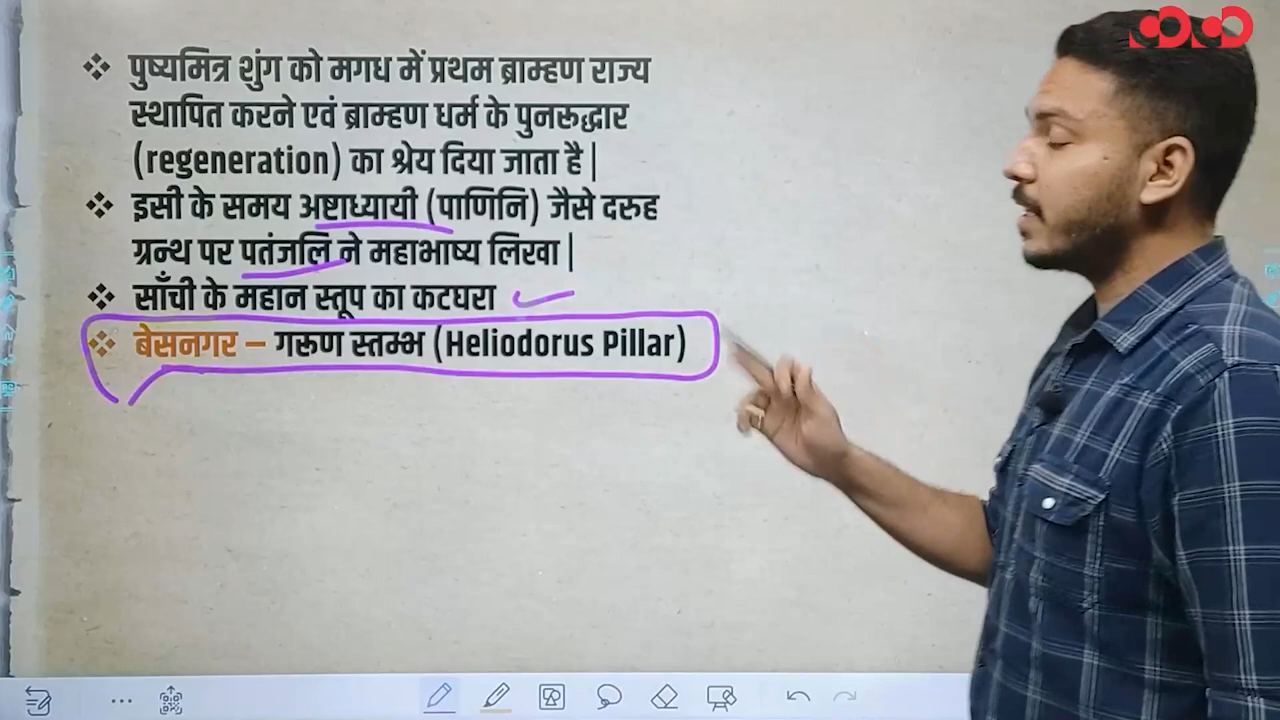 ❖ पुष्यमित्र शुंग को मगध में प्रथम ब्राम्हण राज्य
स्थापित करने एवं ब्राम्हण धर्म के पुनरूद्धार
(regeneration) का श्रेय दिया जाता है |
❖ इसी के समय अष्टाध्यायी (पाणिनि) जैसे दरुह
ग्रन्थ पर पतंजलि ने महाभाष्य लिखा |
❖ साँची के महान स्तूप का कटघरा
❖ बेसनगर – गरूण स्तम्भ (Heliodorus Pillar)